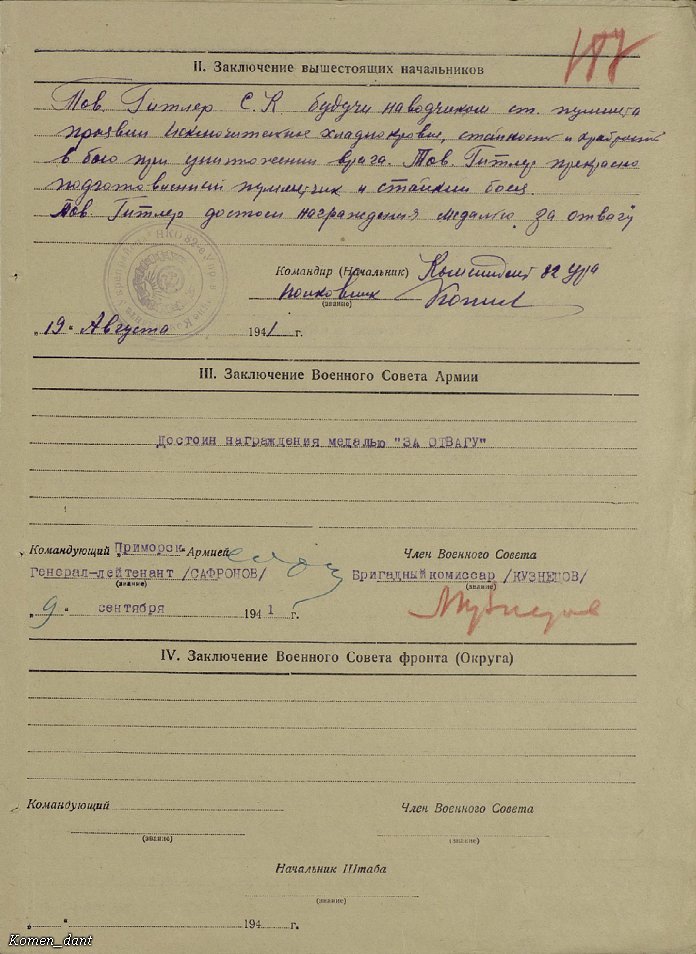 II. Заключение вышестоящих начальников
Тов. Гитлер С.К будучи наводчиком ст. пулемета
проявил исключительное хладнокровие, стойкость и храбрость
в бою при уничтожении врага. Тов. Гитлер прекрасно
подготовленный пулеметчик и стойкий боец.
Тов. Гитлер достоин награждения медалью за отвагу
Командир (Начальник) Комендант 82 ура
полковник
(звание)
„19" Августа 1941 г.
III. Заключение Военного Совета Армии
Достоин награждения медалью "ЗА ОТВАГУ"
Командующий Приморск. Армией
Член Военного Совета
Генерал-лейтенант /САФРОНОВ/
Бригадный комиссар /КУЗНЕЦОВ/
(звание)
(звание)
„9" сентября 1941 г.
IV. Заключение Военного Совета фронта (Округа)
Командующий
Член Военного Совета
(звание)
(звание)
Начальник Штаба
(звание)
„ " 194 г.
Komen_dant